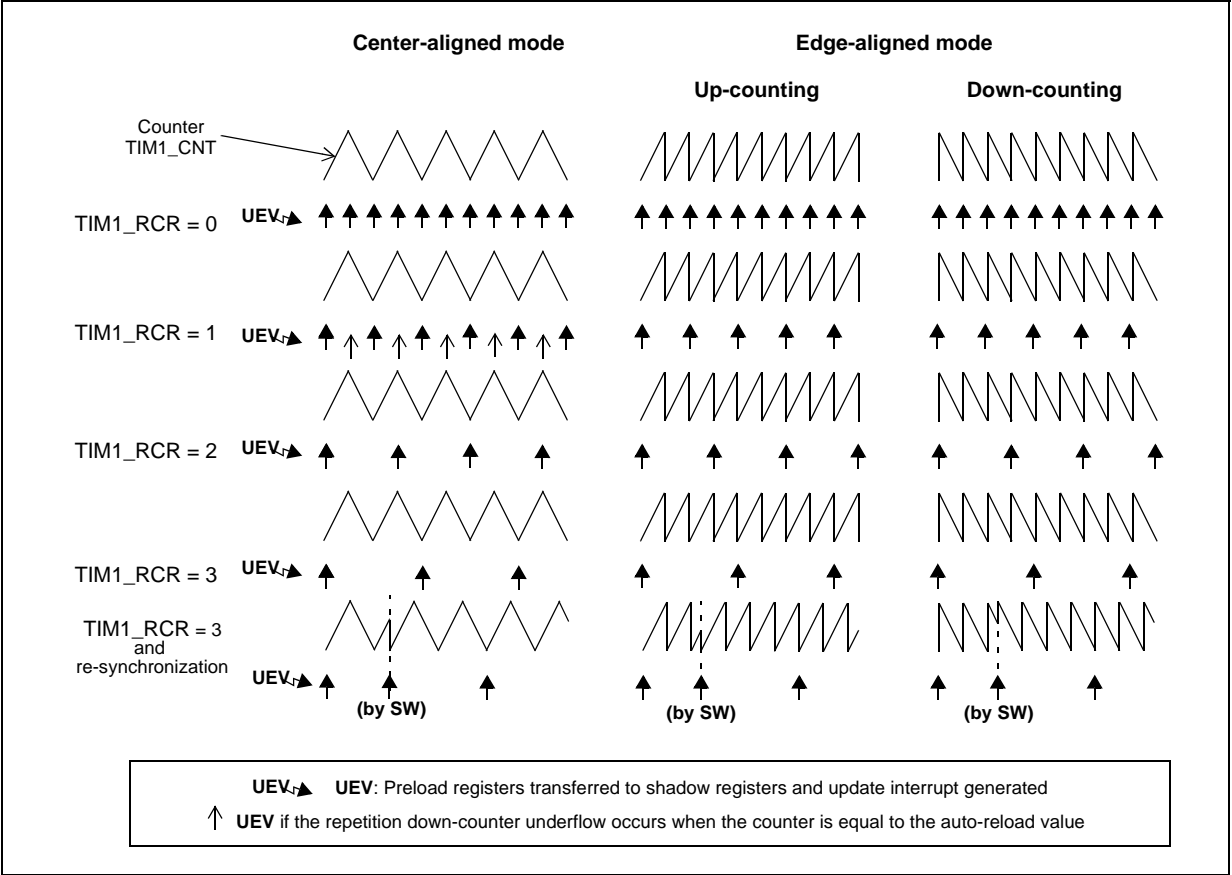 Center-aligned mode
Edge-aligned mode
Up-counting
Down-counting
Counter
TIM1_CNT
TIM1_RCR = 0
UEV
TIM1_RCR = 1
UEV
TIM1_RCR = 2
UEV
TIM1_RCR = 3
UEV
TIM1_RCR = 3
and
re-synchronization
UEV
(by SW)
(by SW)
(by SW)
UEV UEV: Preload registers transferred to shadow registers and update interrupt generated
UEV if the repetition down-counter underflow occurs when the counter is equal to the auto-reload value